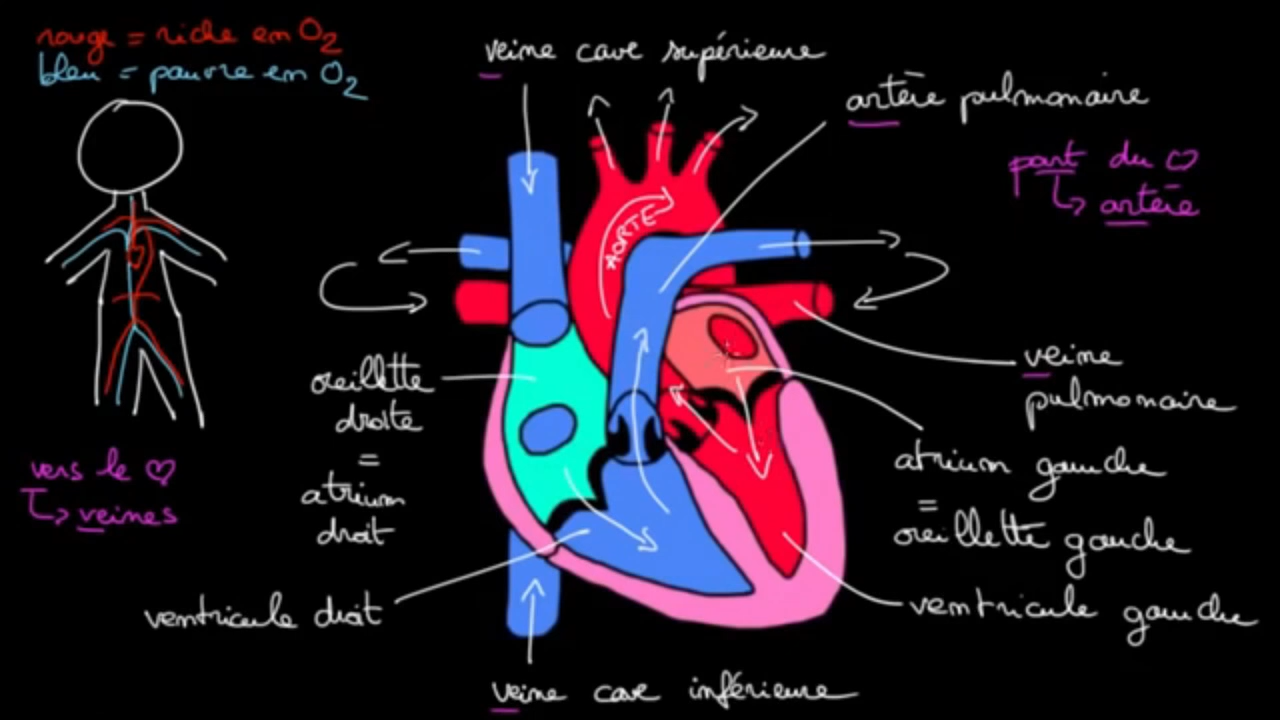 rouge = riche en O2
bleu = pauvre en O2
veine cave supérieure
artère pulmonaire
part du ♡
↳ artère
AORTE
veine
pulmonaire
oreillette
droite
=
atrium
droit
atrium gauche
=
oreillette gauche
vers le ♡
↳ veines
ventricule droit
ventricule gauche
veine cave inférieure